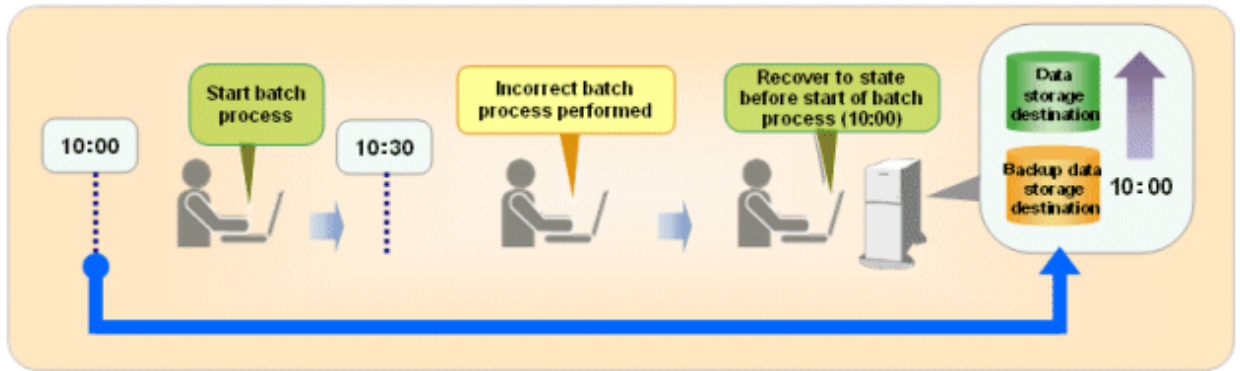 10:00
Start batch
process
10:30
Incorrect batch
process performed
Recover to state
before start of batch
process (10:00)
Data
storage
destination
Backup data
storage
destination
10:00